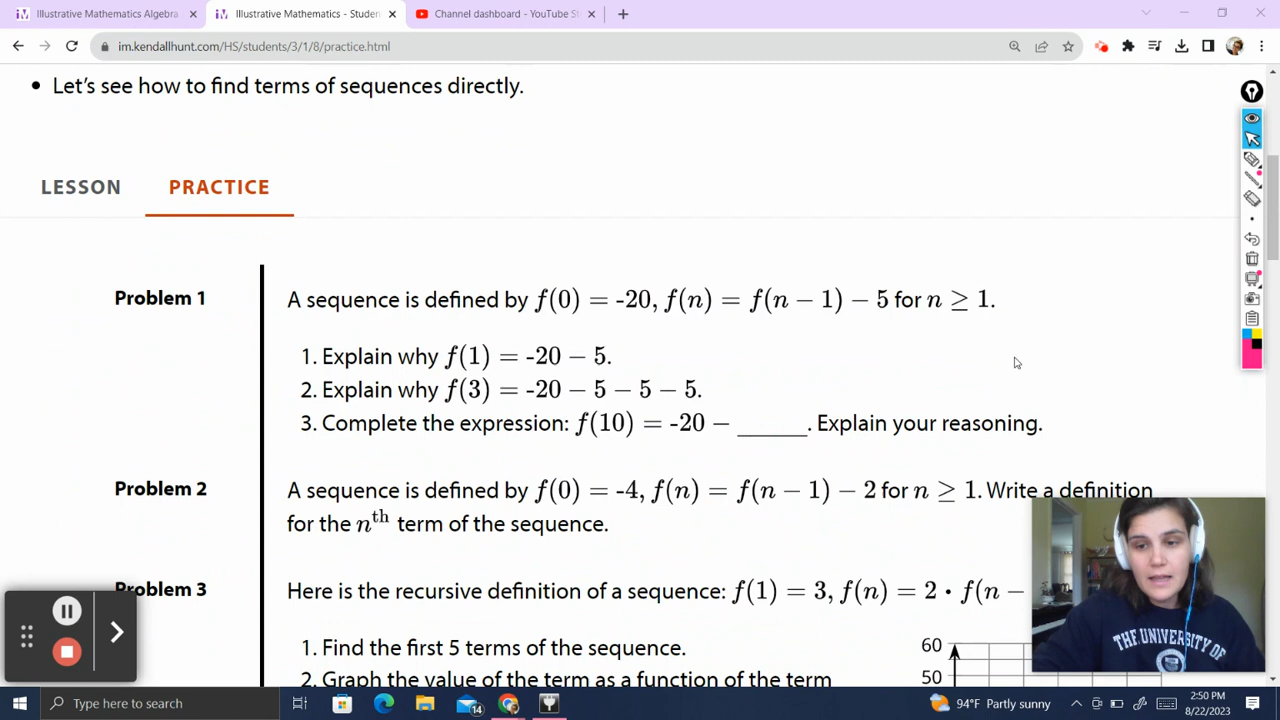 Illustrative Mathematics Algebra
Illustrative Mathematics - Studen
Channel dashboard - YouTube St
im.kendallhunt.com/HS/students/3/1/8/practice.html
• Let's see how to find terms of sequences directly.
LESSON PRACTICE
Problem 1
A sequence is defined by f(0) = -20, f(n) = f(n − 1) − 5 for n ≥ 1.
1. Explain why f(1) = -20 − 5.
2. Explain why f(3) = -20 − 5 − 5 − 5.
3. Complete the expression: f(10) = -20 − _____. Explain your reasoning.
Problem 2
A sequence is defined by f(0) = -4, f(n) = f(n − 1) − 2 for n ≥ 1. Write a definition
for the nth term of the sequence.
Problem 3
Here is the recursive definition of a sequence: f(1) = 3, f(n) = 2 · f(n −
1. Find the first 5 terms of the sequence.
2. Graph the value of the term as a function of the term
60
50
THE UNIVERSITY OF
Type here to search
14
94°F Partly sunny
2:50 PM
8/22/2023
2